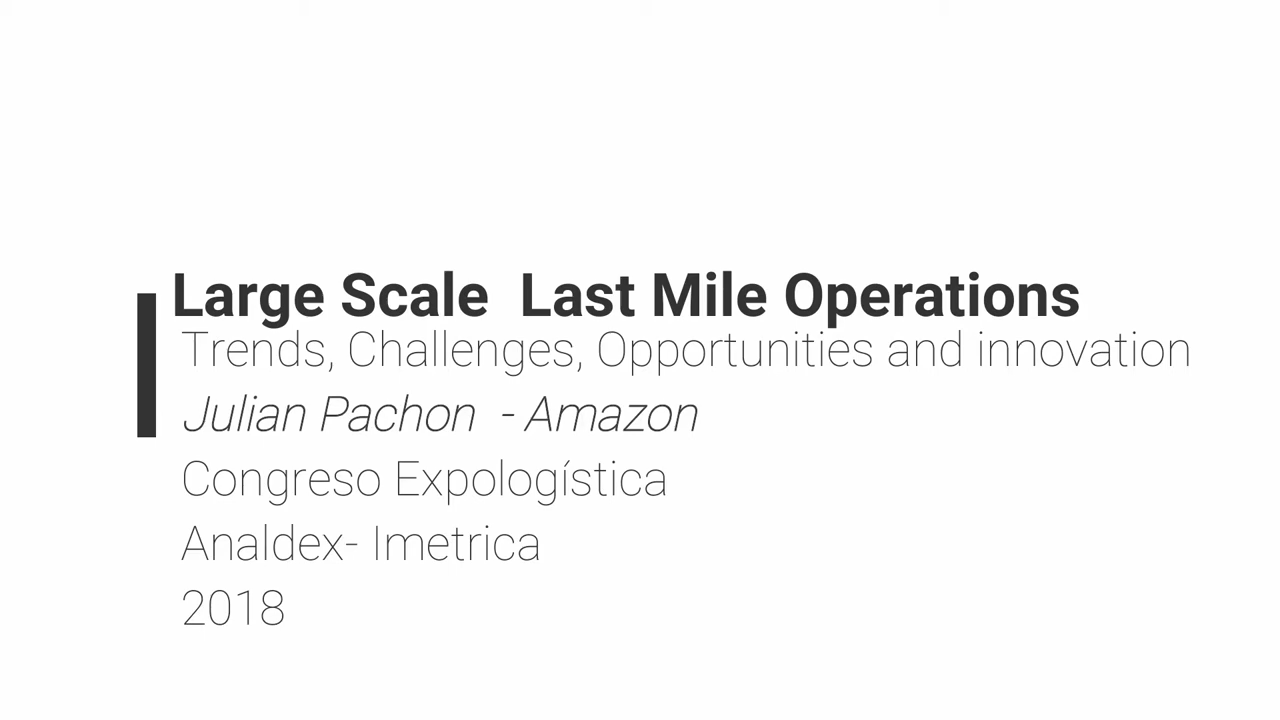 Large Scale  Last Mile Operations
Trends, Challenges, Opportunities and innovation
Julian Pachon  - Amazon
Congreso Expologística
Analdex- Imetrica
2018